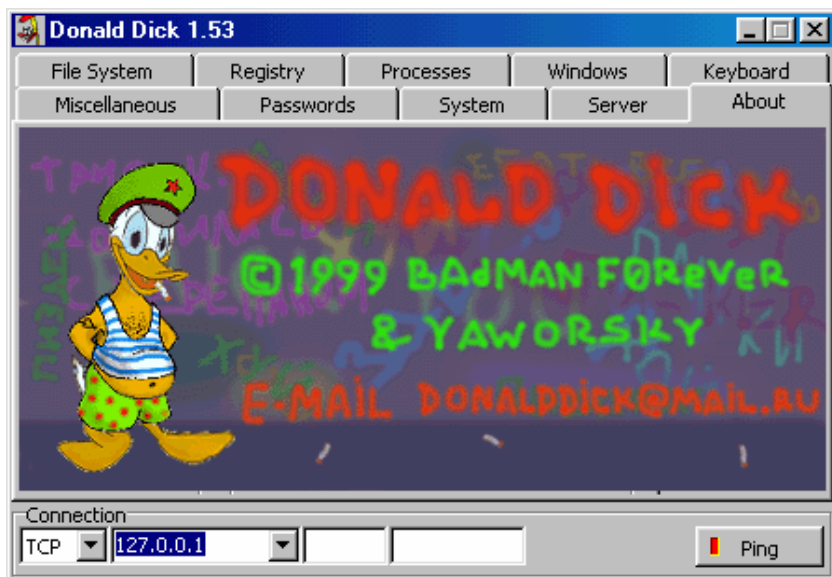 Donald Dick 1.53
File System Registry Processes Windows Keyboard
Miscellaneous Passwords System Server About
DONALD DiCK
©1999 BAdMAN F0ReVeR
& YAWORSKY
E-MAiL DONALDDiCK@MAiL.RU
Connection
TCP 127.0.0.1 Ping